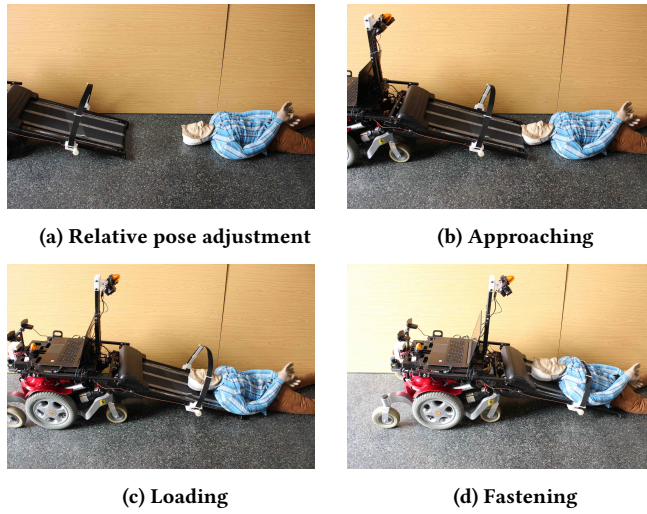 (a) Relative pose adjustment
(b) Approaching
(c) Loading
(d) Fastening